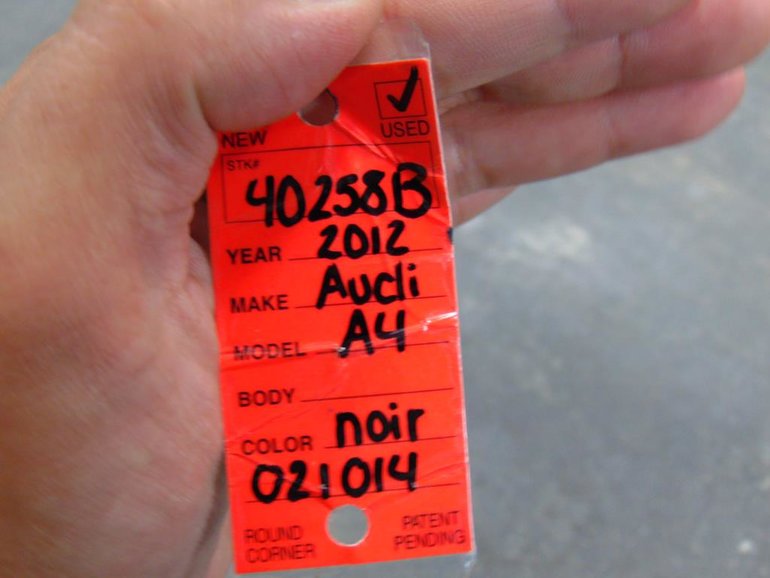 NEW USED
STK#
40258B
YEAR 2012
MAKE Audi
MODEL A4
BODY
COLOR noir
021014
ROUND CORNER PATENT PENDING